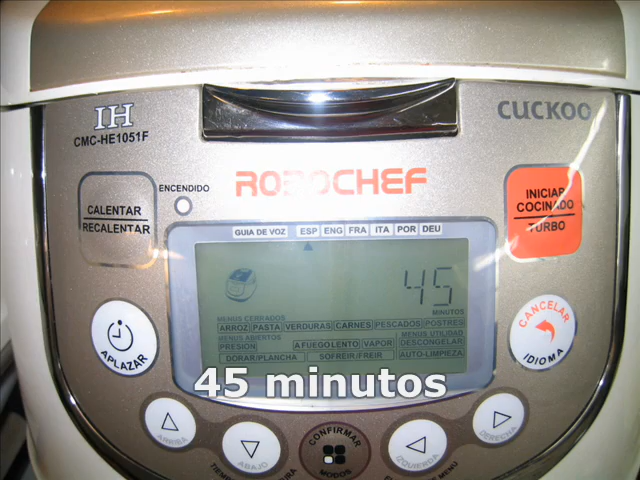 IH
CMC-HE1051F
CUCKOO
ROBOCHEF
ENCENDIDO
CALENTAR
RECALENTAR
INICIAR
COCINADO
TURBO
GUIA DE VOZ ESP ENG FRA ITA POR DEU
45
MINUTOS
MENUS CERRADOS
ARROZ PASTA VERDURAS CARNES PESCADOS POSTRES
MENUS ABIERTOS MENUS UTILIDAD
PRESION A FUEGO LENTO VAPOR DESCONGELAR
DORAR/PLANCHA SOFREIR/FREIR AUTO-LIMPIEZA
APLAZAR
CANCELAR
IDIOMA
45 minutos
ARRIBA
ABAJO
CONFIRMAR
MODOS
IZQUIERDA
DERECHA
MENU